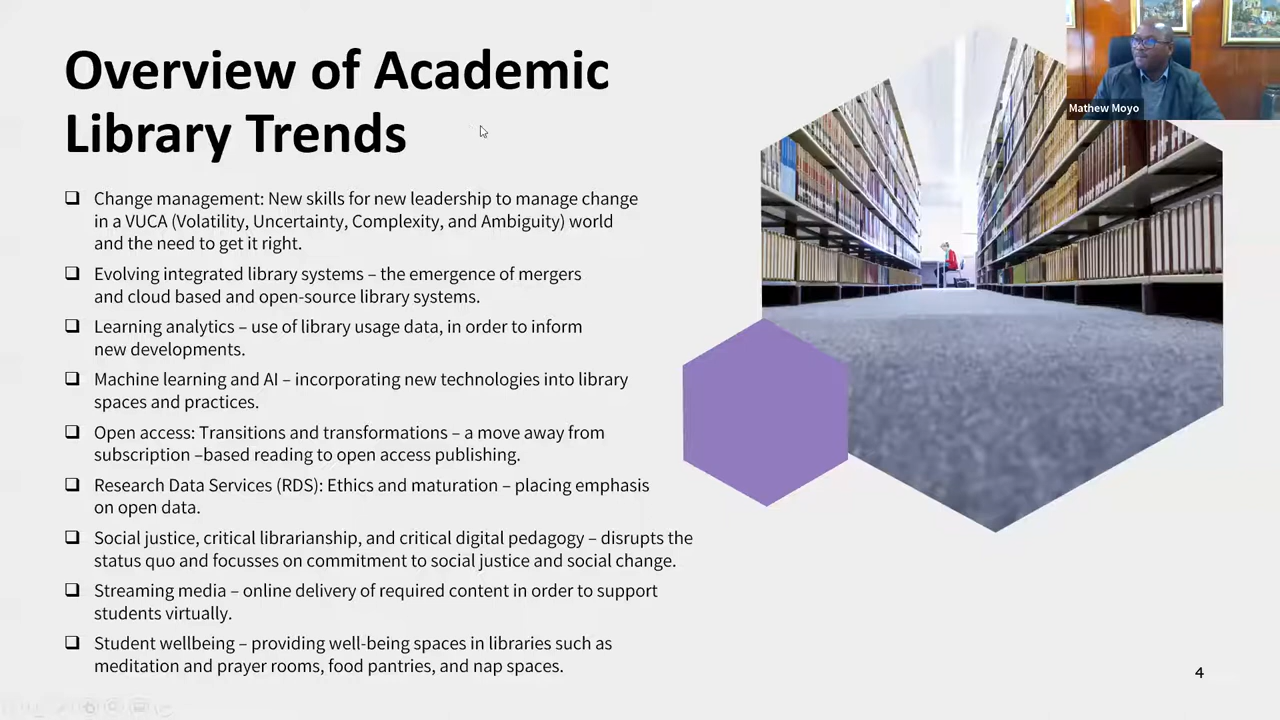 Overview of Academic
Library Trends
Mathew Moyo
❑ Change management: New skills for new leadership to manage change
in a VUCA (Volatility, Uncertainty, Complexity, and Ambiguity) world
and the need to get it right.
❑ Evolving integrated library systems – the emergence of mergers
and cloud based and open-source library systems.
❑ Learning analytics – use of library usage data, in order to inform
new developments.
❑ Machine learning and AI – incorporating new technologies into library
spaces and practices.
❑ Open access: Transitions and transformations – a move away from
subscription –based reading to open access publishing.
❑ Research Data Services (RDS): Ethics and maturation – placing emphasis
on open data.
❑ Social justice, critical librarianship, and critical digital pedagogy – disrupts the
status quo and focusses on commitment to social justice and social change.
❑ Streaming media – online delivery of required content in order to support
students virtually.
❑ Student wellbeing – providing well-being spaces in libraries such as
meditation and prayer rooms, food pantries, and nap spaces.
4